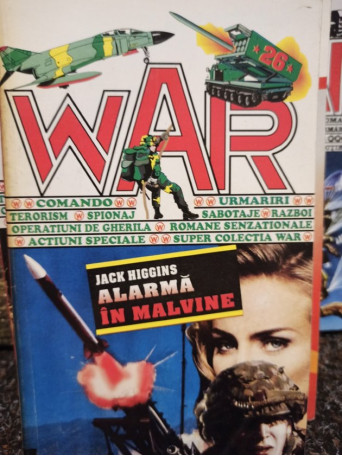 26
WAR
COMANDO URMARIRI
TERORISM SPIONAJ SABOTAJE RAZBOI
OPERATIUNI DE GHERILA ROMANE SENZATIONALE
ACTIUNI SPECIALE SUPER COLECTIA WAR
JACK HIGGINS
ALARMĂ
ÎN MALVINE